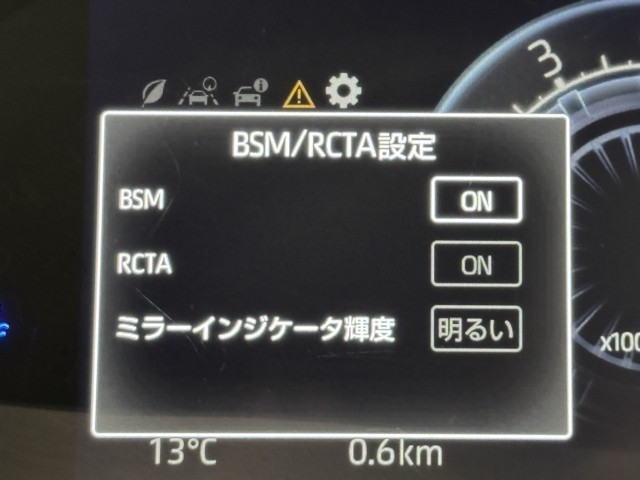 3
BSM/RCTA設定
BSM ON
RCTA ON
ミラーインジケータ輝度 明るい
x100
13°C 0.6km